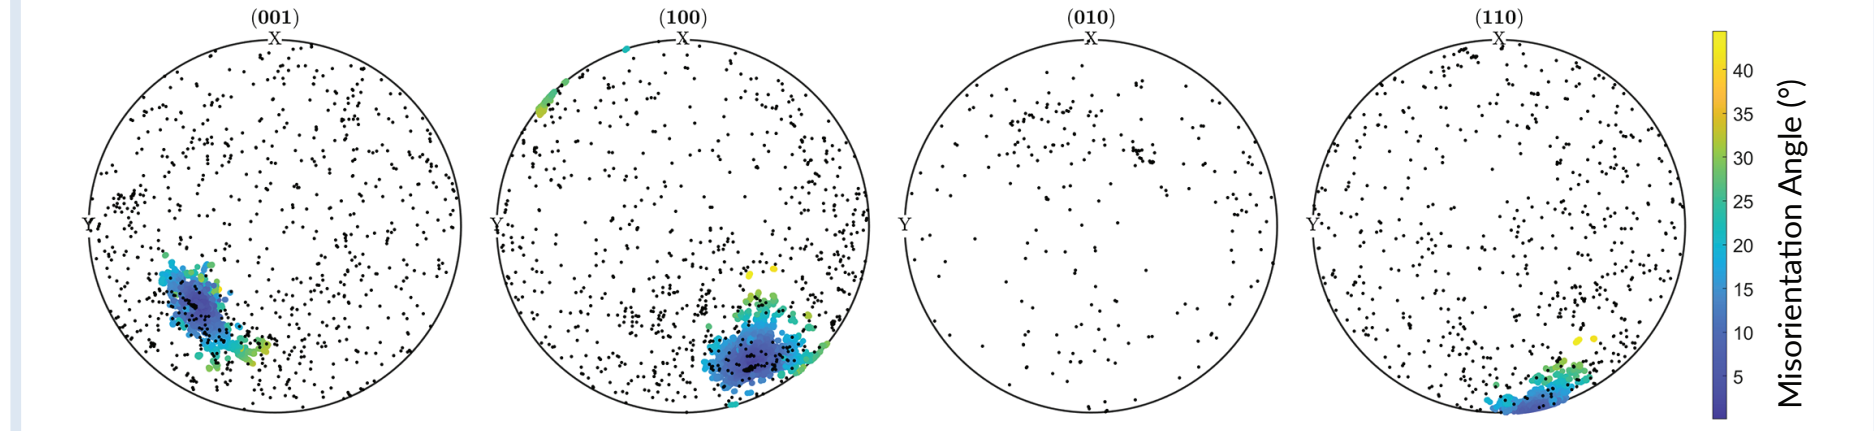 (001) (100) (010) (110)
X X X X
Y Y Y Y
40
35
30
25
20
15
10
5
Misorientation Angle (°)